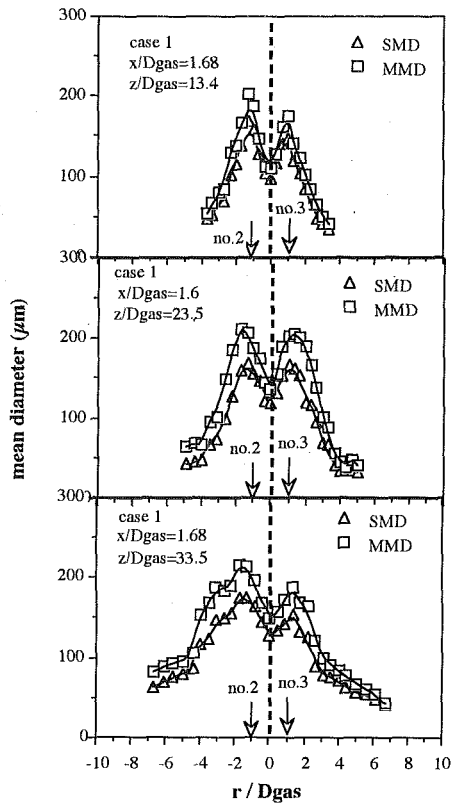 300
case 1
x/Dgas=1.68
z/Dgas=13.4
SMD
MMD
200
100
no.2
no.3
300
case 1
x/Dgas=1.6
z/Dgas=23.5
SMD
MMD
200
100
no.2
no.3
mean diameter (µm)
300
case 1
x/Dgas=1.68
z/Dgas=33.5
SMD
MMD
200
100
no.2
no.3
0
-10 -8 -6 -4 -2 0 2 4 6 8 10
r / Dgas